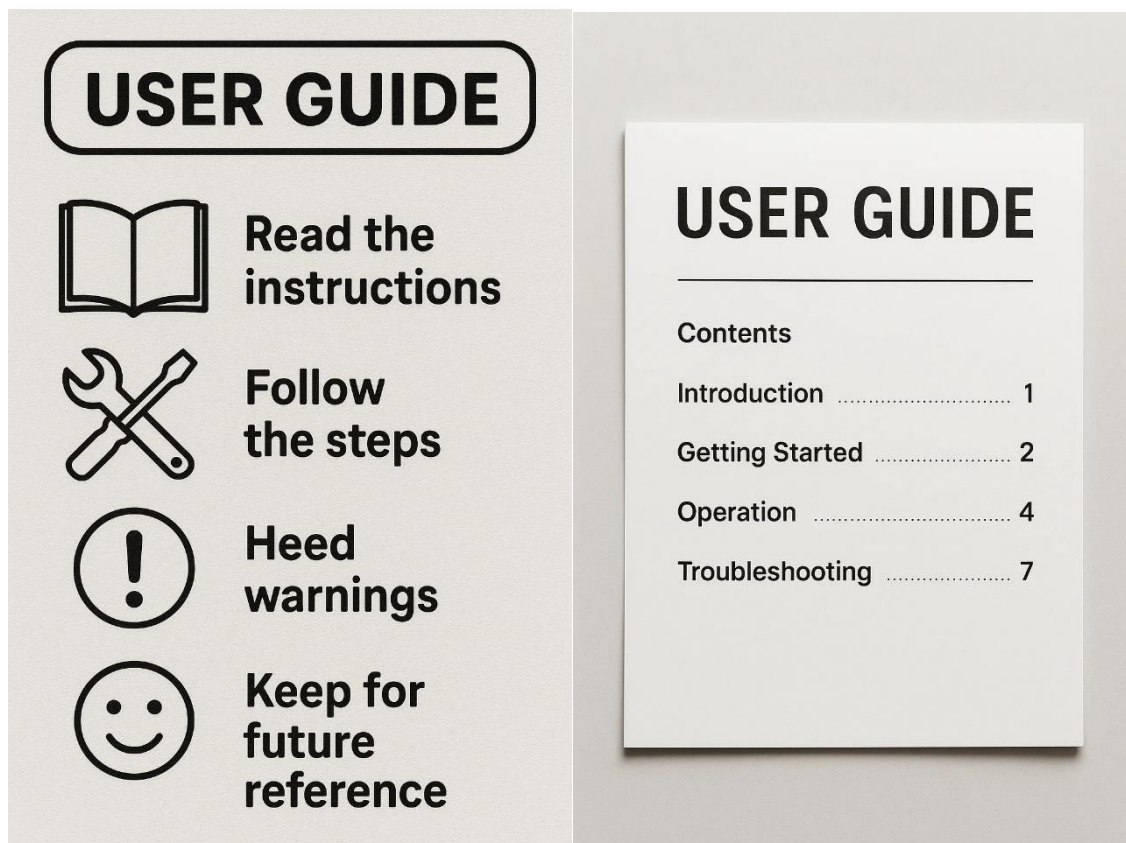 USER GUIDE
Read the
instructions
Follow
the steps
Heed
warnings
Keep for
future
reference
USER GUIDE
Contents
Introduction ........................ 1
Getting Started ........................ 2
Operation ........................ 4
Troubleshooting ........................ 7